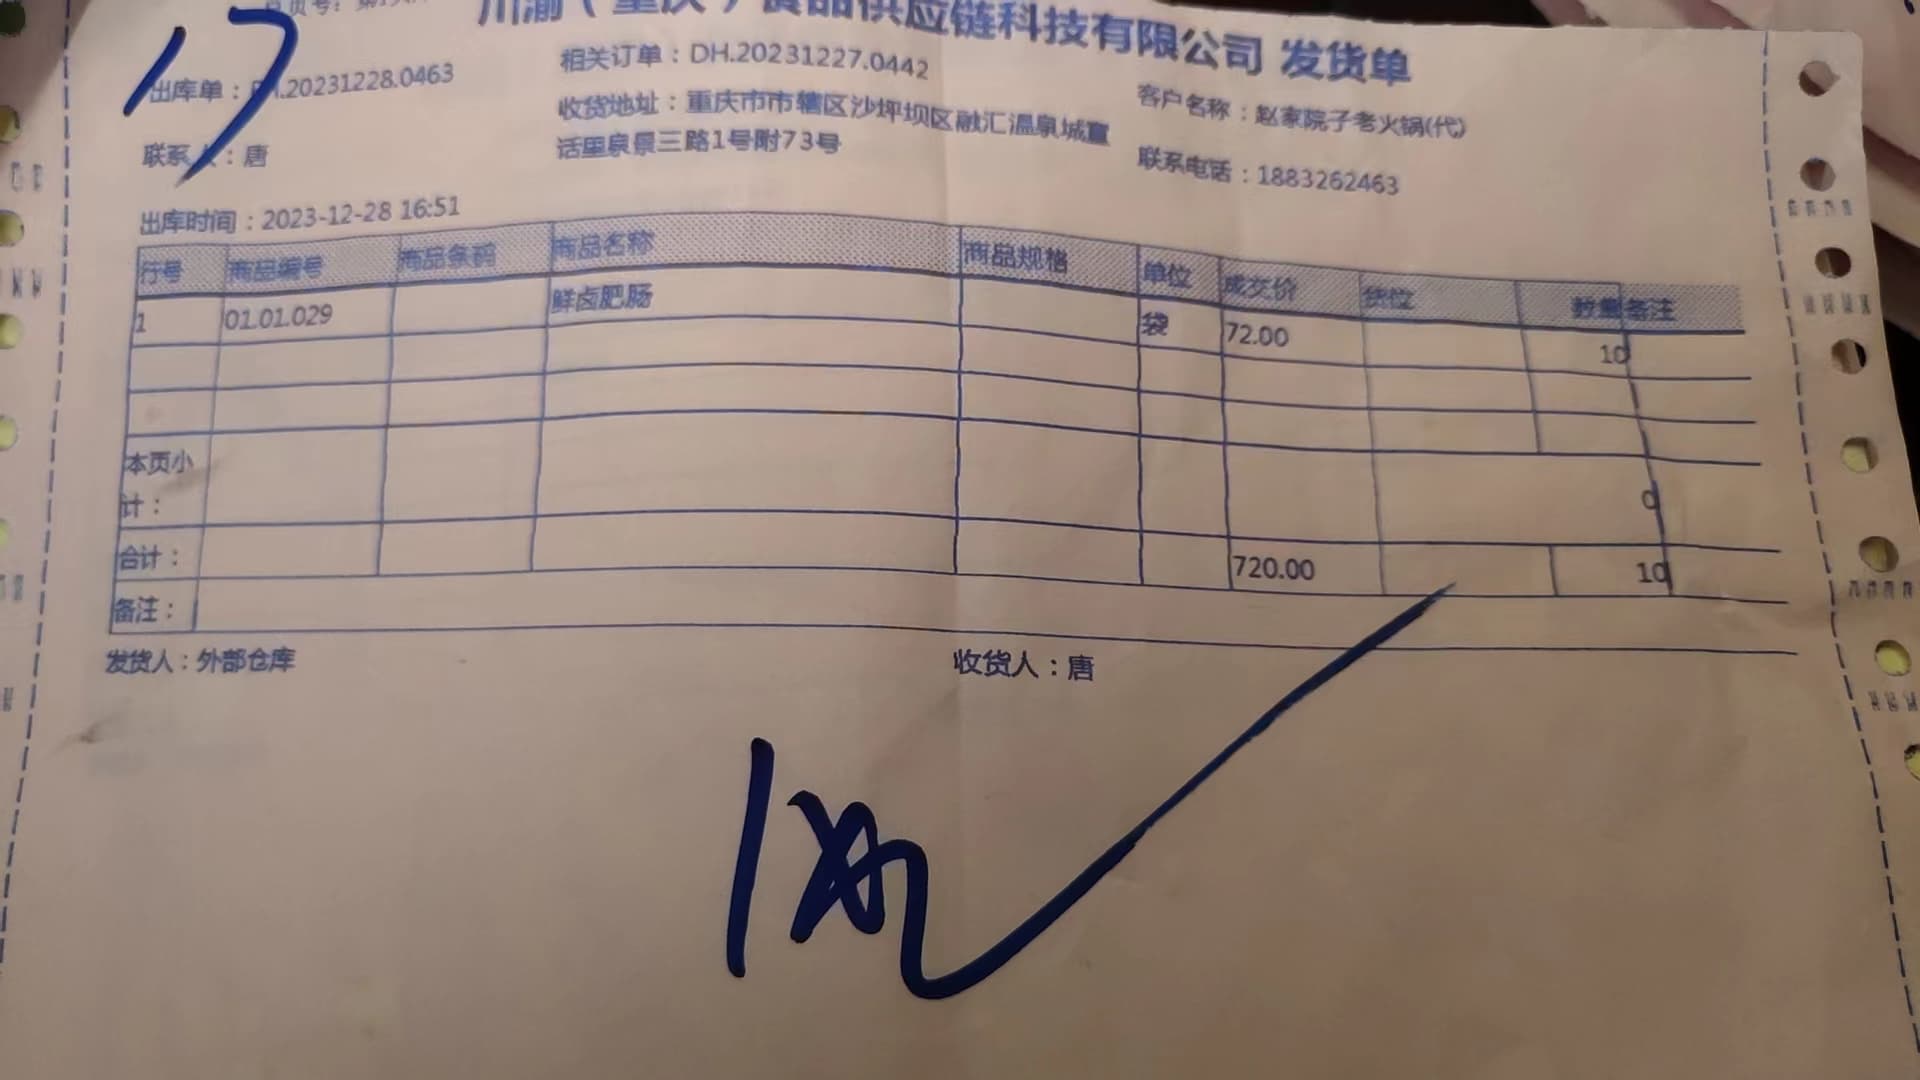 川渝（重庆）食品供应链科技有限公司 发货单
出库单：DH.20231228.0463
相关订单：DH.20231227.0442
客户名称：赵家院子老火锅(代)
联系人：唐
收货地址：重庆市市辖区沙坪坝区融汇温泉城童
话里泉景三路1号附73号
联系电话：1883262463
出库时间：2023-12-28 16:51
行号 商品编号 商品条码 商品名称 商品规格 单位 成交价 货位 数量 备注
1 01.01.029 鲜卤肥肠 袋 72.00 10
本页小
计： 0
合计： 720.00 10
备注：
发货人：外部仓库 收货人：唐
17